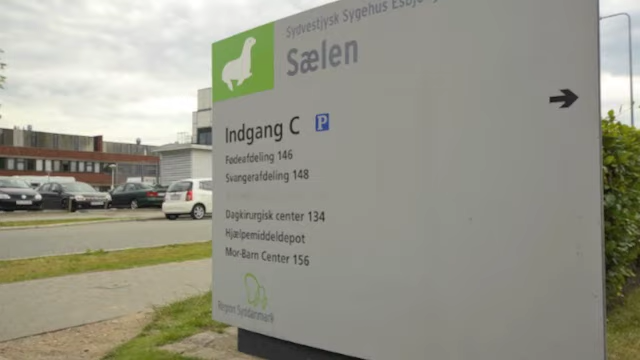 Sydvestjysk Sygehus Esbjerg
Sælen
Indgang C P
Fødeafdeling 146
Svangerafdeling 148
Dagkirurgisk center 134
Hjælpemiddeldepot
Mor-Barn Center 156
Region Syddanmark